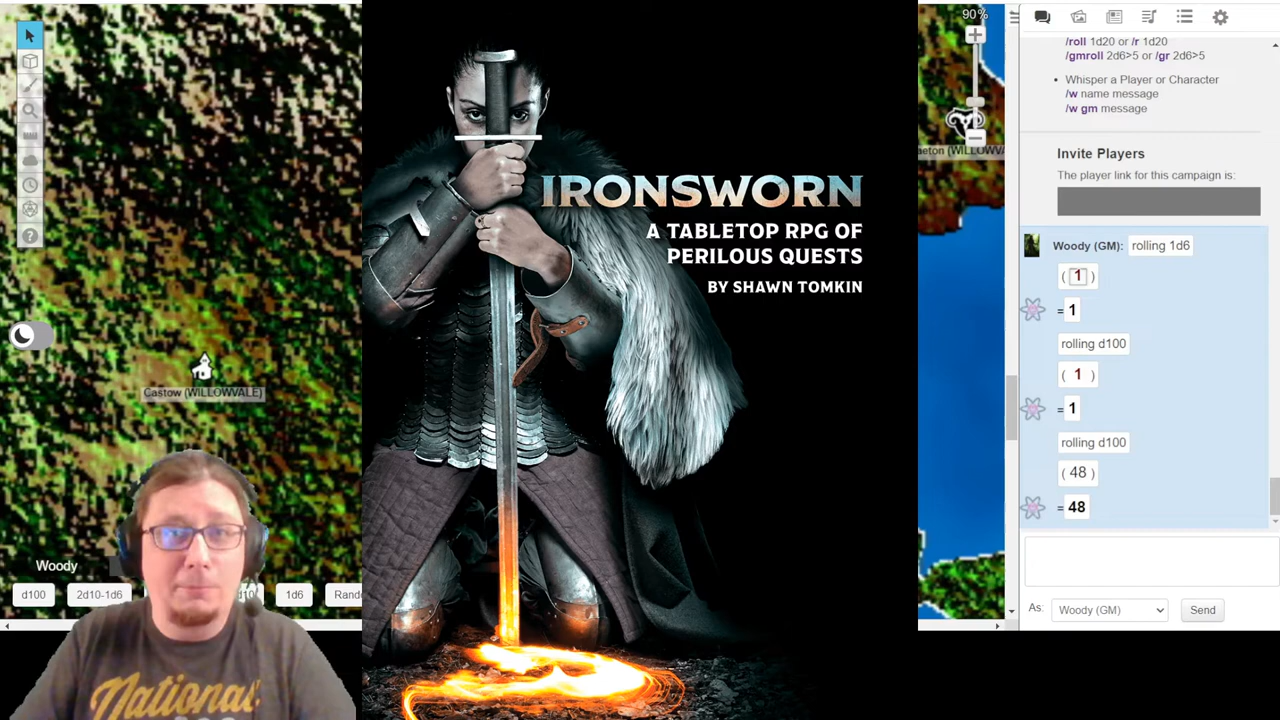 90%
/roll 1d20 or /r 1d20
/gmroll 2d6>5 or /gr 2d6>5
• Whisper a Player or Character
/w name message
/w gm message
Invite Players
The player link for this campaign is:
Woody (GM): rolling 1d6
( 1 )
= 1
rolling d100
( 1 )
= 1
rolling d100
( 48 )
= 48
As: Woody (GM) Send
IRONSWORN
A TABLETOP RPG OF
PERILOUS QUESTS
BY SHAWN TOMKIN
Castow (WILLOWVALE)
Woody
d100 2d10-1d6 1d6
National